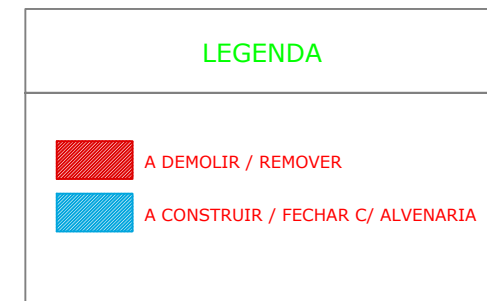 LEGENDA
A DEMOLIR / REMOVER
A CONSTRUIR / FECHAR C/ ALVENARIA